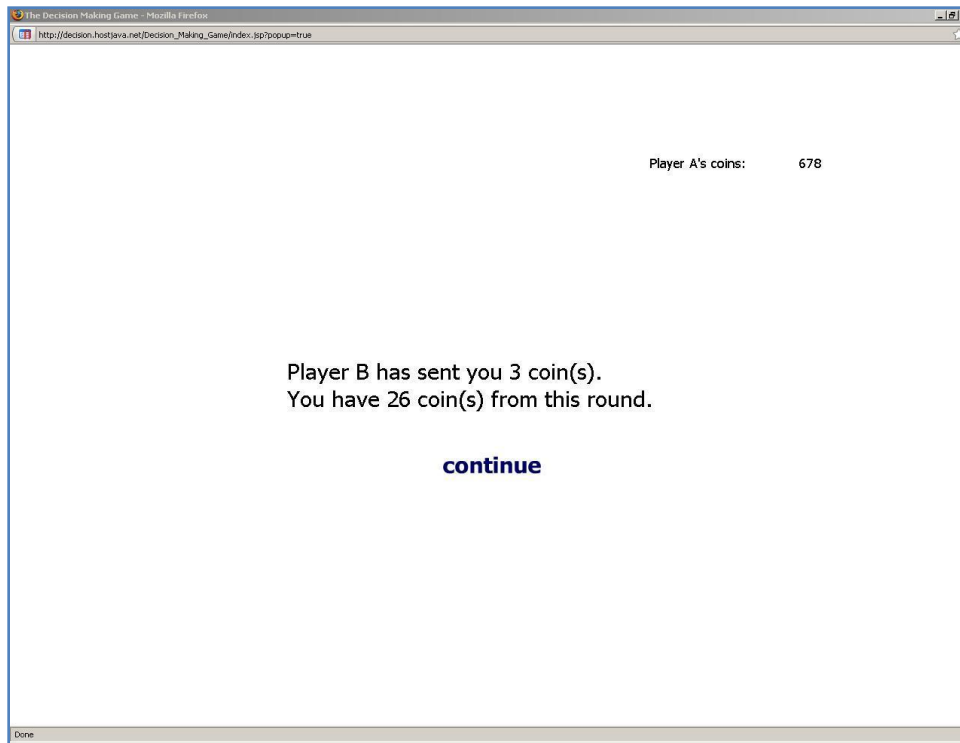 The Decision Making Game - Mozilla Firefox
http://decision.hostjava.net/Decision_Making_Game/index.jsp?popup=true
Player A's coins: 678
Player B has sent you 3 coin(s).
You have 26 coin(s) from this round.
continue
Done